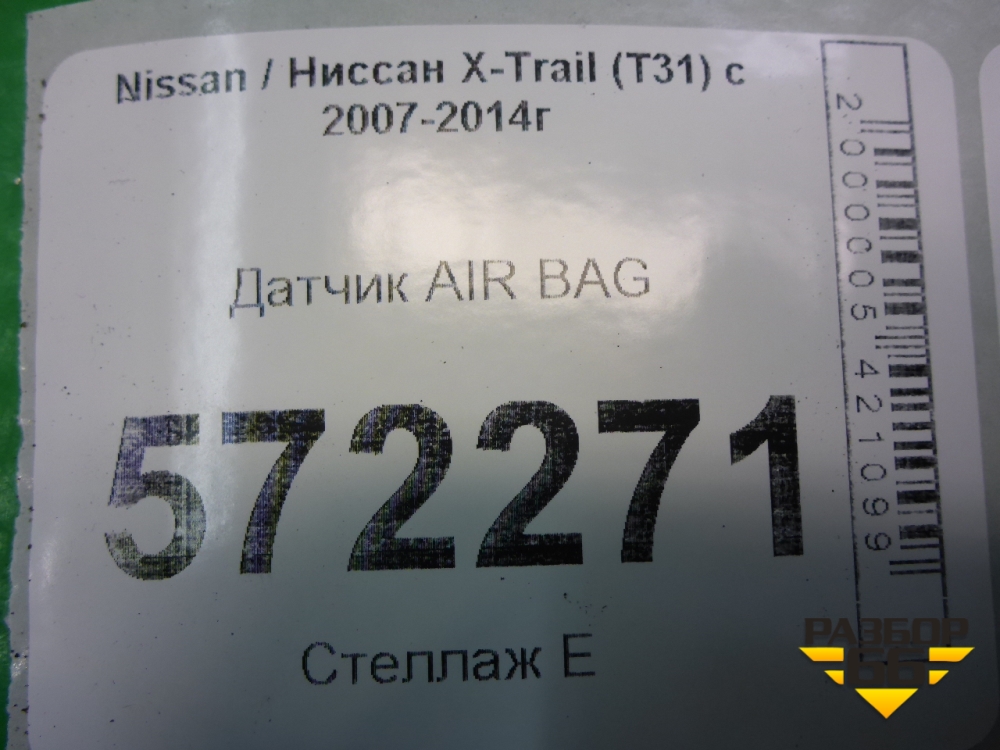 Nissan / Ниссан X-Trail (T31) с
2007-2014г
Датчик AIR BAG
572271
Стеллаж Е
2000005421099
РАЗБОР
66